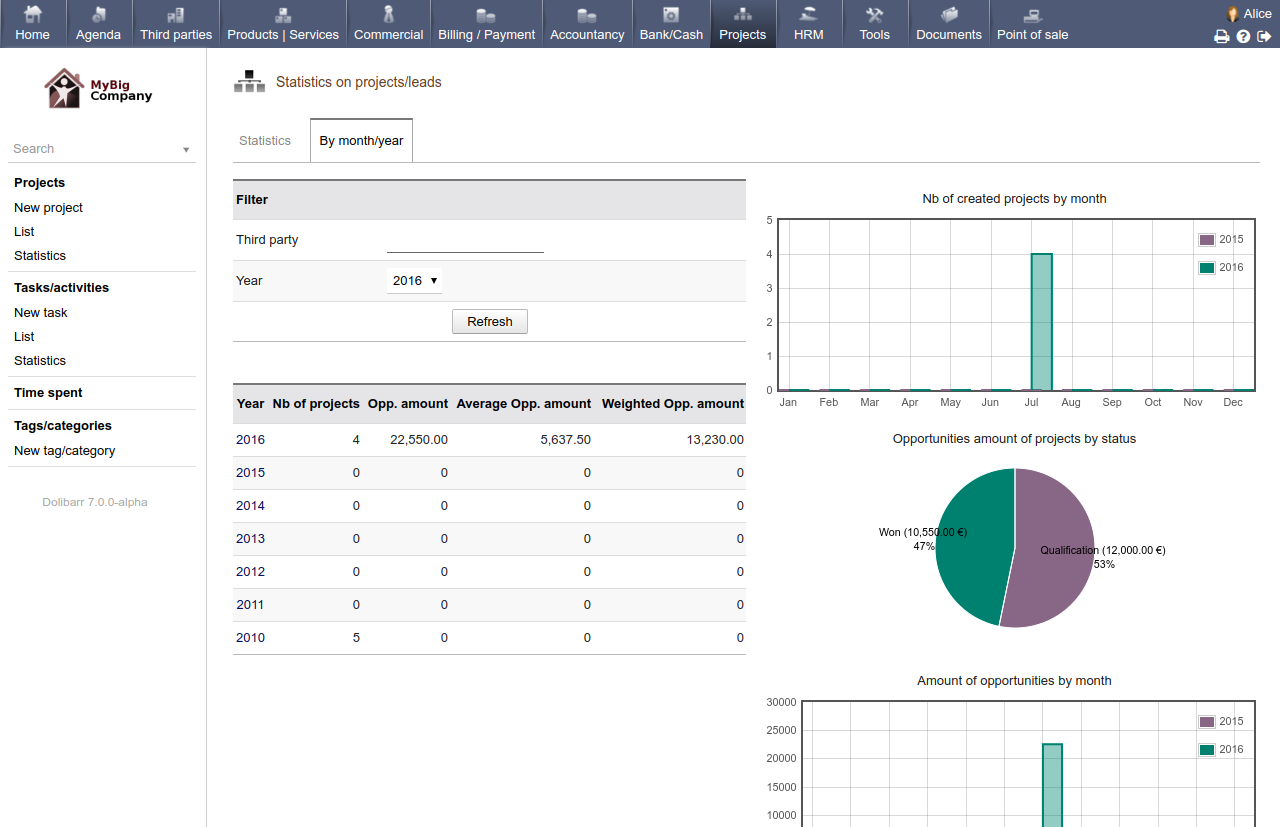 Home Agenda Third parties Products | Services Commercial Billing / Payment Accountancy Bank/Cash Projects HRM Tools Documents Point of sale Alice
MyBig
Company
Search
Projects
New project
List
Statistics
Tasks/activities
New task
List
Statistics
Time spent
Tags/categories
New tag/category
Dolibarr 7.0.0-alpha
Statistics on projects/leads
Statistics By month/year
Filter
Third party
Year 2016
Refresh
Year Nb of projects Opp. amount Average Opp. amount Weighted Opp. amount
2016 4 22,550.00 5,637.50 13,230.00
2015 0 0 0 0
2014 0 0 0 0
2013 0 0 0 0
2012 0 0 0 0
2011 0 0 0 0
2010 5 0 0 0
Nb of created projects by month
5
4
3
2
1
0
2015
2016
Jan Feb Mar Apr May Jun Jul Aug Sep Oct Nov Dec
Opportunities amount of projects by status
Won (10,550.00 €)
47%
Qualification (12,000.00 €)
53%
Amount of opportunities by month
30000
25000
20000
15000
10000
2015
2016